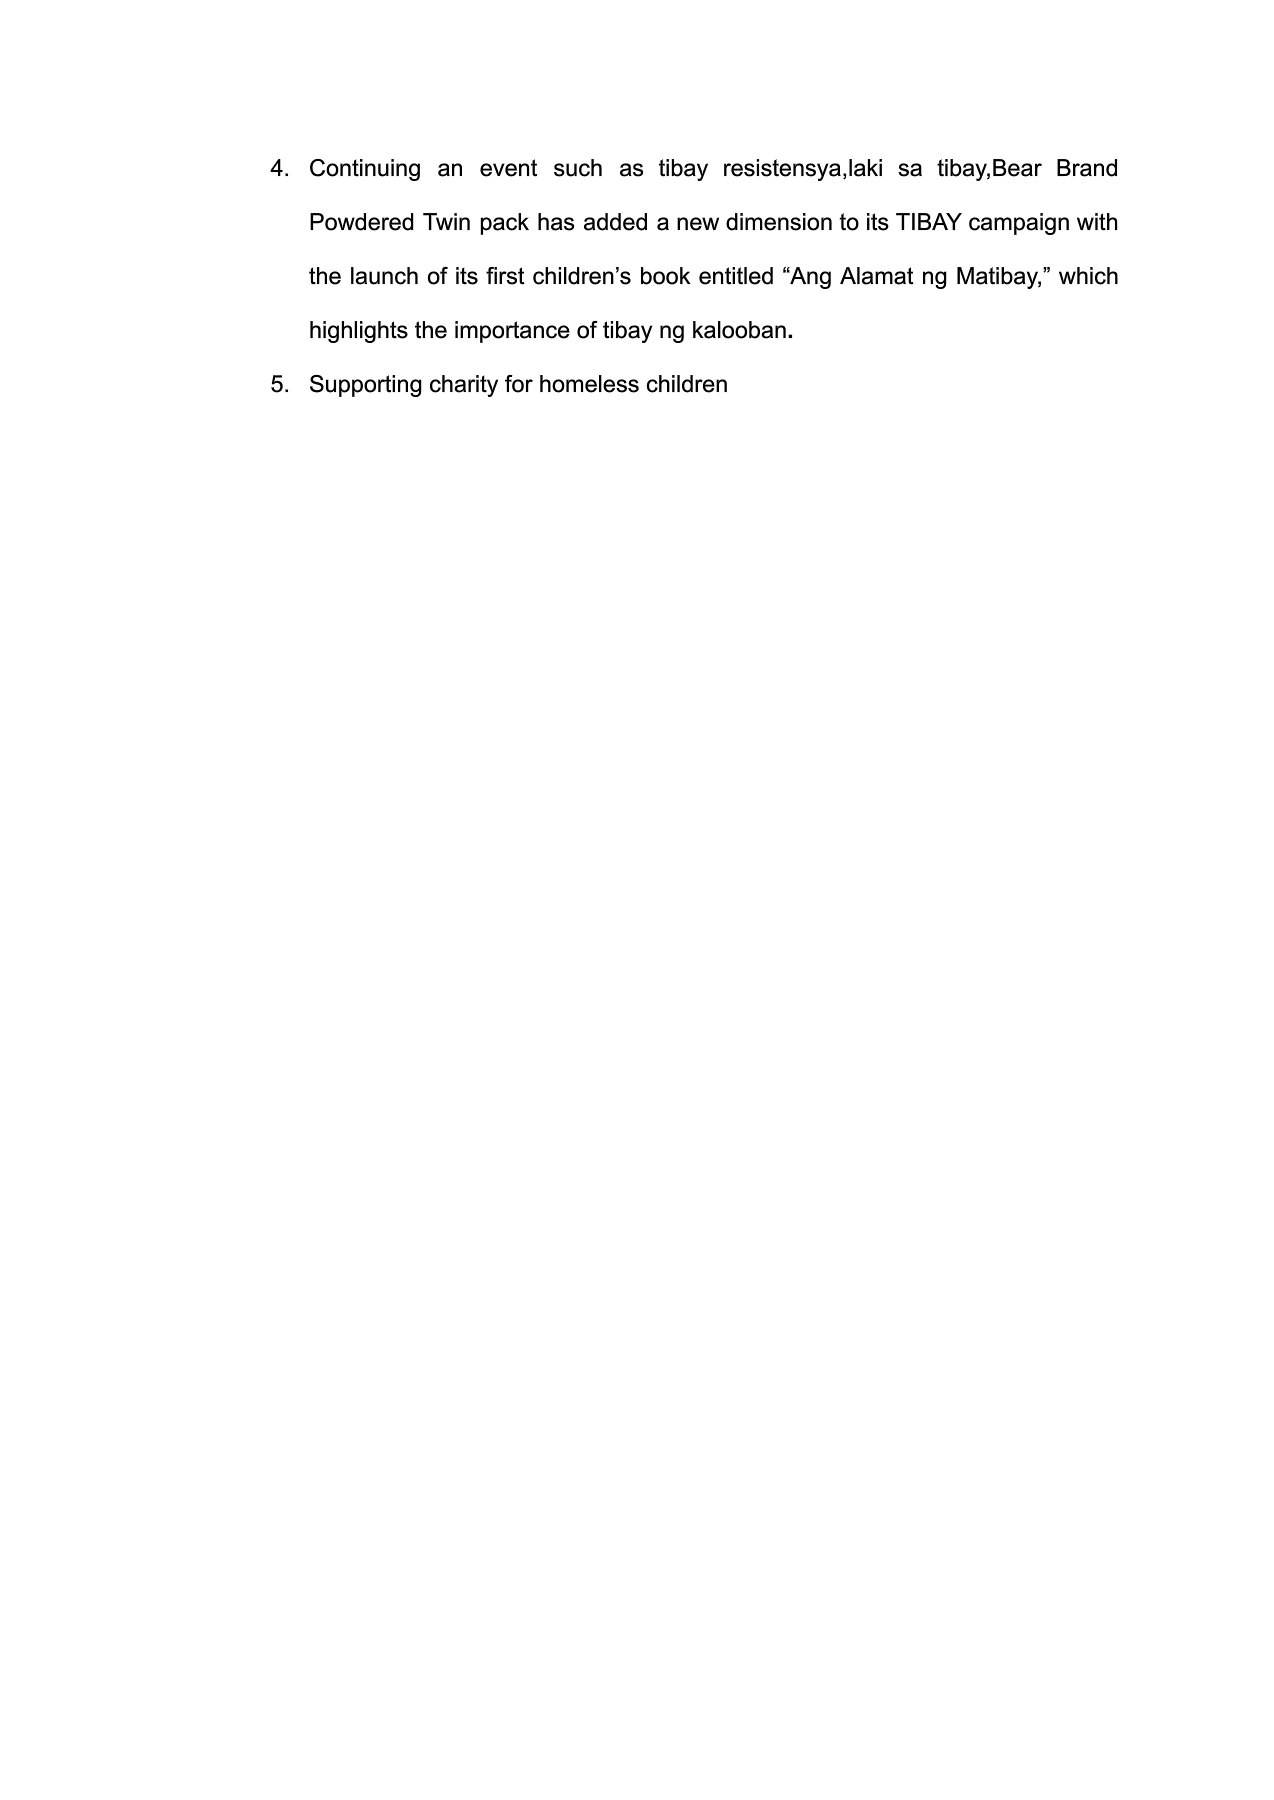 4. Continuing an event such as tibay resistensya,laki sa tibay,Bear Brand
Powdered Twin pack has added a new dimension to its TIBAY campaign with
the launch of its first children’s book entitled “Ang Alamat ng Matibay,” which
highlights the importance of tibay ng kalooban.
5. Supporting charity for homeless children